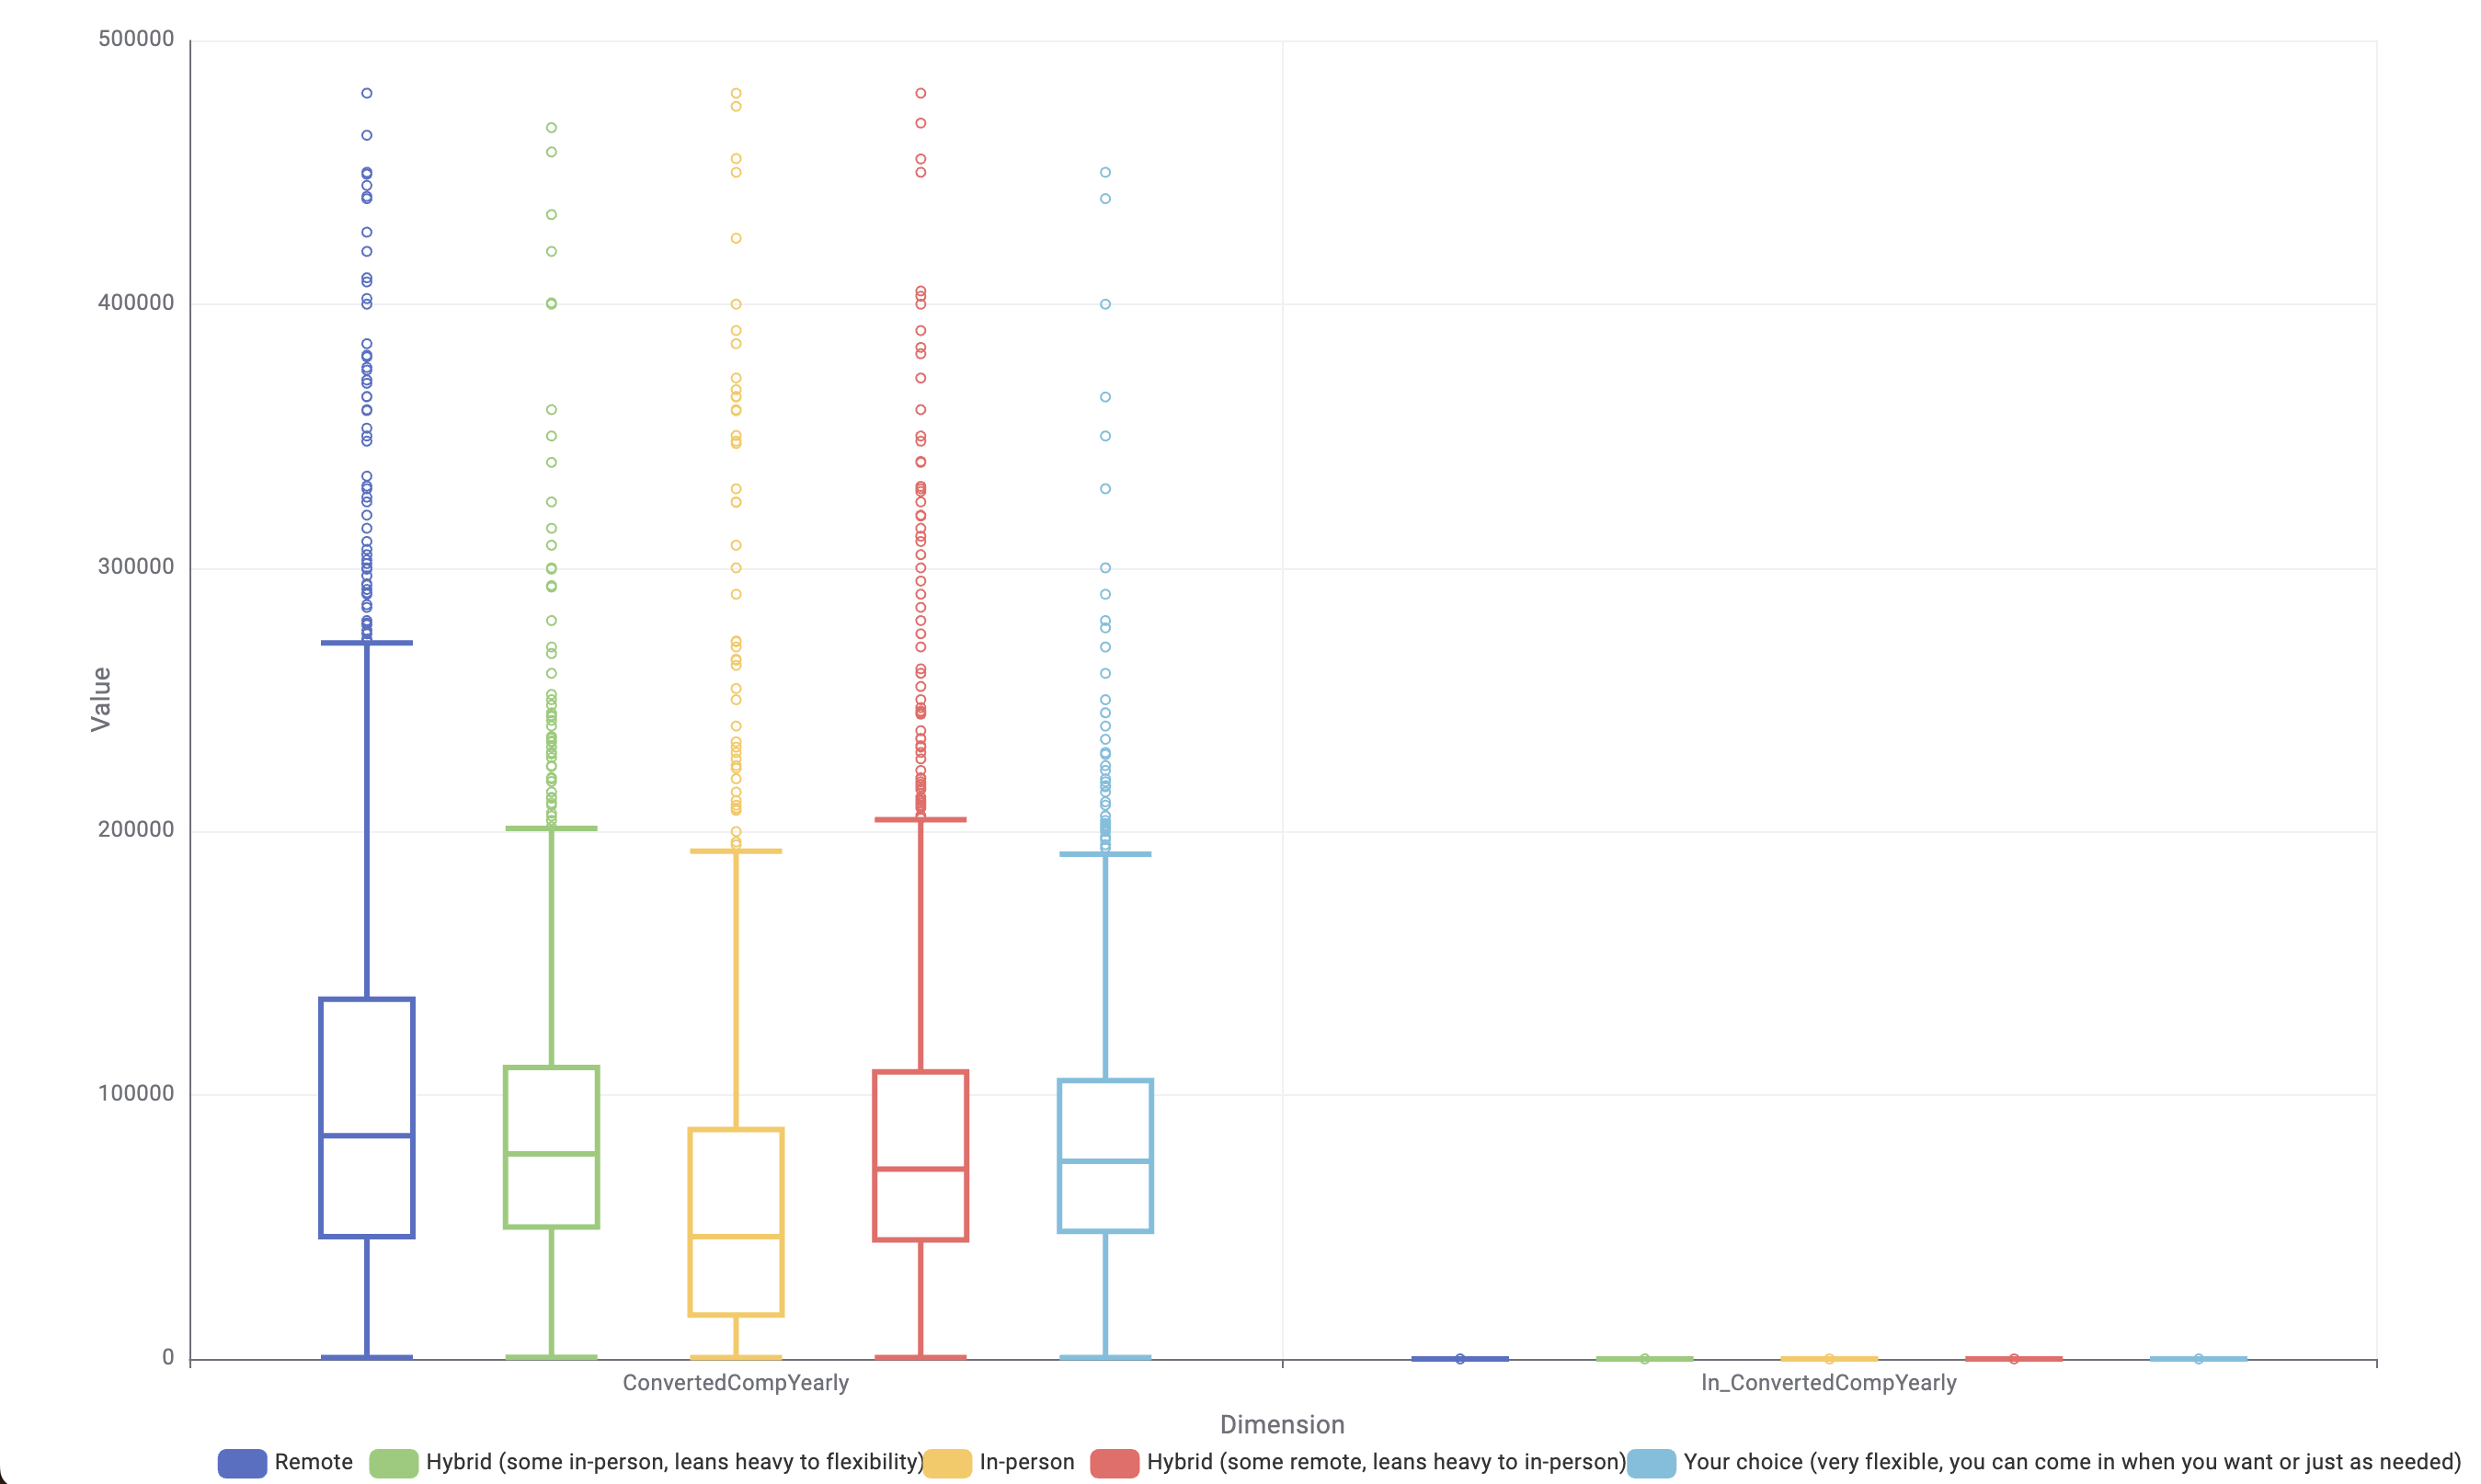 500000
400000
300000
200000
100000
0
Value
ConvertedCompYearly
ln_ConvertedCompYearly
Dimension
Remote
Hybrid (some in-person, leans heavy to flexibility)
In-person
Hybrid (some remote, leans heavy to in-person)
Your choice (very flexible, you can come in when you want or just as needed)